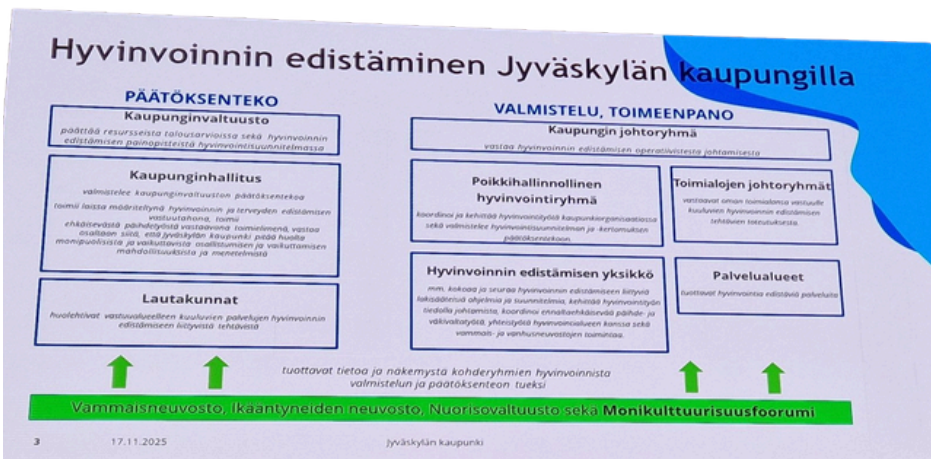 Hyvinvoinnin edistäminen Jyväskylän kaupungilla
PÄÄTÖKSENTEKO
Kaupunginvaltuusto
päättää resursseista talousarvioissa sekä hyvinvoinnin
edistämisen painopisteistä hyvinvointisuunnitelmassa
Kaupunginhallitus
valmistelee kaupunginvaltuuston päätöksentekoa
toimii laissa määriteltynä hyvinvoinnin ja terveyden edistämisen
vastuutahona, toimii
ehkäisevästä päihdetyöstä vastaavana toimielimenä, vastaa
osaltaan siitä, että Jyväskylän kaupunki pitää huolta
monipuolisista ja vaikuttavista osallistumisen ja vaikuttamisen
mahdollisuuksista ja menetelmistä
Lautakunnat
huolehtivat vastuualueelleen kuuluvien palvelujen hyvinvoinnin
edistämiseen liittyvistä tehtävistä
VALMISTELU, TOIMEENPANO
Kaupungin johtoryhmä
vastaa hyvinvoinnin edistämisen operatiivisesta johtamisesta
Poikkihallinnollinen
hyvinvointiryhmä
koordinoi ja kehittää hyvinvointityötä kaupunkiorganisaatiossa
sekä valmistelee hyvinvointisuunnitelman ja -kertomuksen
päätöksentekoon.
Toimialojen johtoryhmät
vastaavat oman toimialansa vastuulle
kuuluvien hyvinvoinnin edistämisen
tehtävien toteutuksesta
Hyvinvoinnin edistämisen yksikkö
mm. kokoaa ja seuraa hyvinvoinnin edistämiseen liittyviä
lakisääteisiä ohjelmia ja suunnitelmia, kehittää hyvinvointityön
tiedolla johtamista, koordinoi ennaltaehkäisevää päihde- ja
väkivaltatyötä, yhteistyötä hyvinvointialueen kanssa sekä
vammais- ja vanhusneuvostojen toimintaa.
Palvelualueet
tuottavat hyvinvointia edistäviä palveluita
tuottavat tietoa ja näkemystä kohderyhmien hyvinvoinnista
valmistelun ja päätöksenteon tueksi
Vammaisneuvosto, Ikääntyneiden neuvosto, Nuorisovaltuusto sekä Monikulttuurisuusfoorumi
3 17.11.2025 Jyväskylän kaupunki